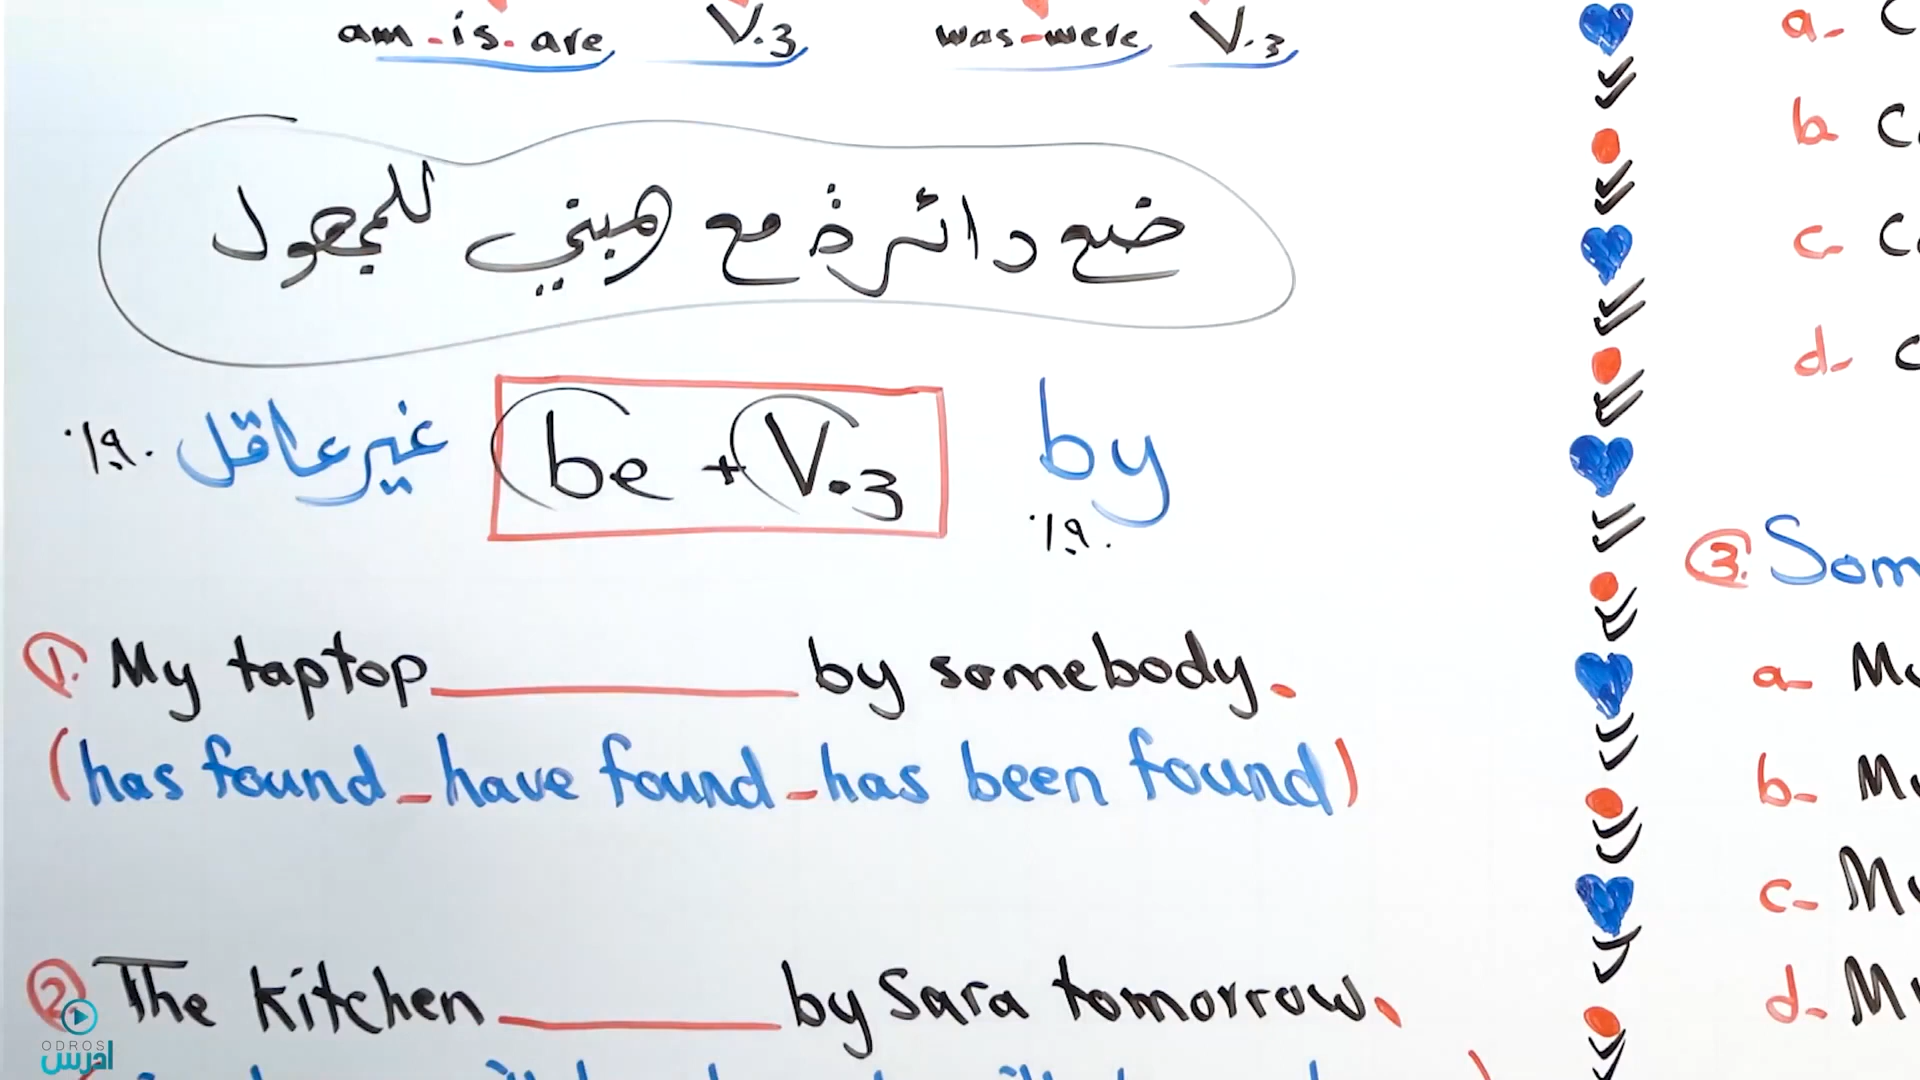 am - is - are V.3 was - were V.3
ضع دائرة مع مبني للمجهول
٩٠٪ غير عاقل be + V.3 by
٩٠٪
1. My taptop ________ by somebody.
(has found - have found - has been found)
2. The kitchen ________ by Sara tomorrow.
ODROS
ادرس
a-
b-
c-
d-
3. Som
a- M
b- M
c- M
d- M